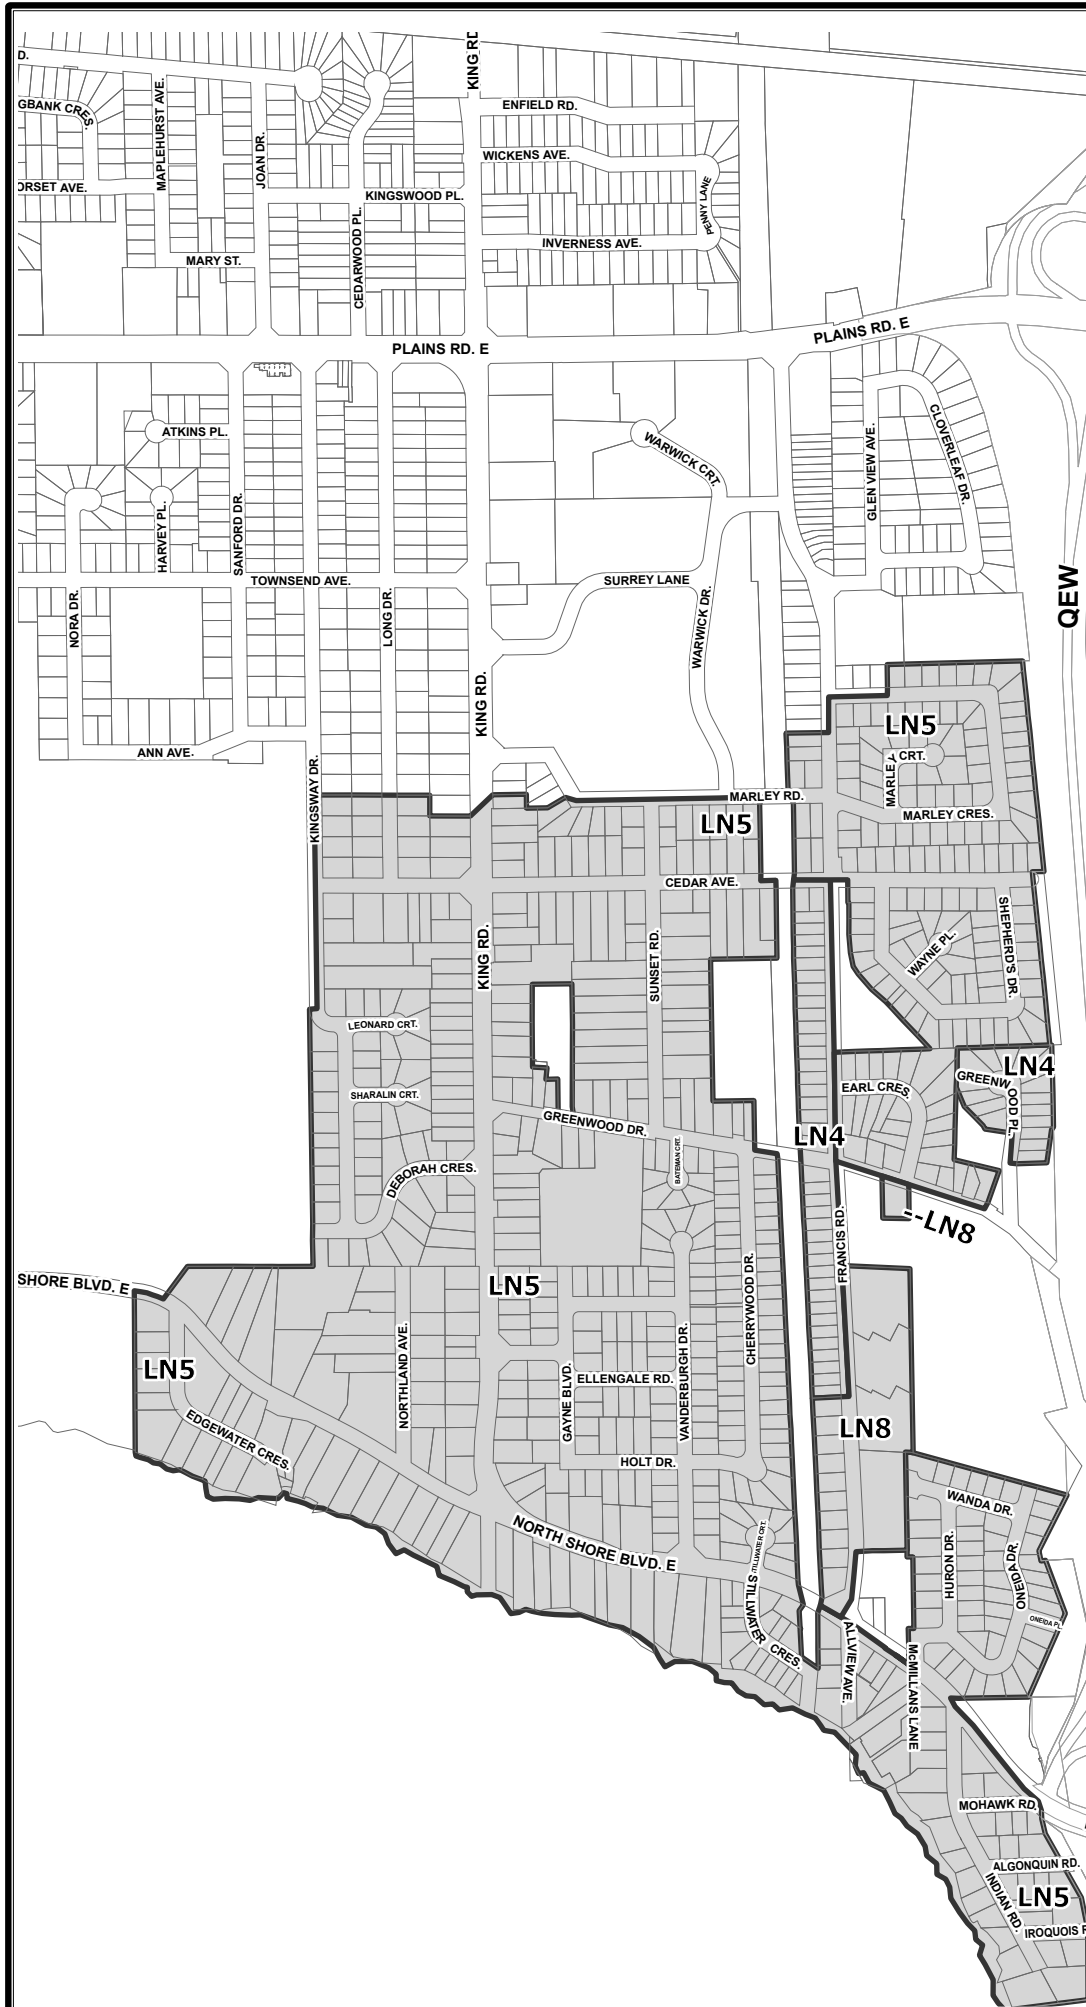 D.
KING RD
GBANK CRES.
MAPLEHURST AVE.
JOAN DR.
ENFIELD RD.
WICKENS AVE.
ORSET AVE.
KINGSWOOD PL.
PENNY LANE
CEDARWOOD PL.
INVERNESS AVE.
MARY ST.
PLAINS RD. E
PLAINS RD. E
ATKINS PL.
WARWICK CRT.
GLEN VIEW AVE.
CLOVERLEAF DR.
HARVEY PL.
SANFORD DR.
TOWNSEND AVE.
SURREY LANE
QEW
NORA DR.
LONG DR.
WARWICK DR.
KING RD.
ANN AVE.
LN5
MARLEY CRT.
KINGSWAY DR.
MARLEY RD.
MARLEY CRES.
LN5
CEDAR AVE.
KING RD.
SUNSET RD.
WAYNE PL.
SHEPHERD'S DR.
LEONARD CRT.
SHARALIN CRT.
EARL CRES.
GREENWOOD PL.
LN4
GREENWOOD DR.
LN4
BATEMAN CRT.
DEBORAH CRES.
--LN8
FRANCIS RD.
SHORE BLVD. E
LN5
CHERRYWOOD DR.
LN5
NORTHLAND AVE.
GAYNE BLVD.
ELLENGALE RD.
VANDERBURGH DR.
LN8
EDGEWATER CRES.
HOLT DR.
WANDA DR.
NORTH SHORE BLVD. E
STILLWATER CRT.
HURON DR.
ONEIDA DR.
STILLWATER CRES.
ONEIDA PL.
ALLVIEW AVE.
McMILLANS LANE
MOHAWK RD.
ALGONQUIN RD.
INDIAN RD.
LN5
IROQUOIS R